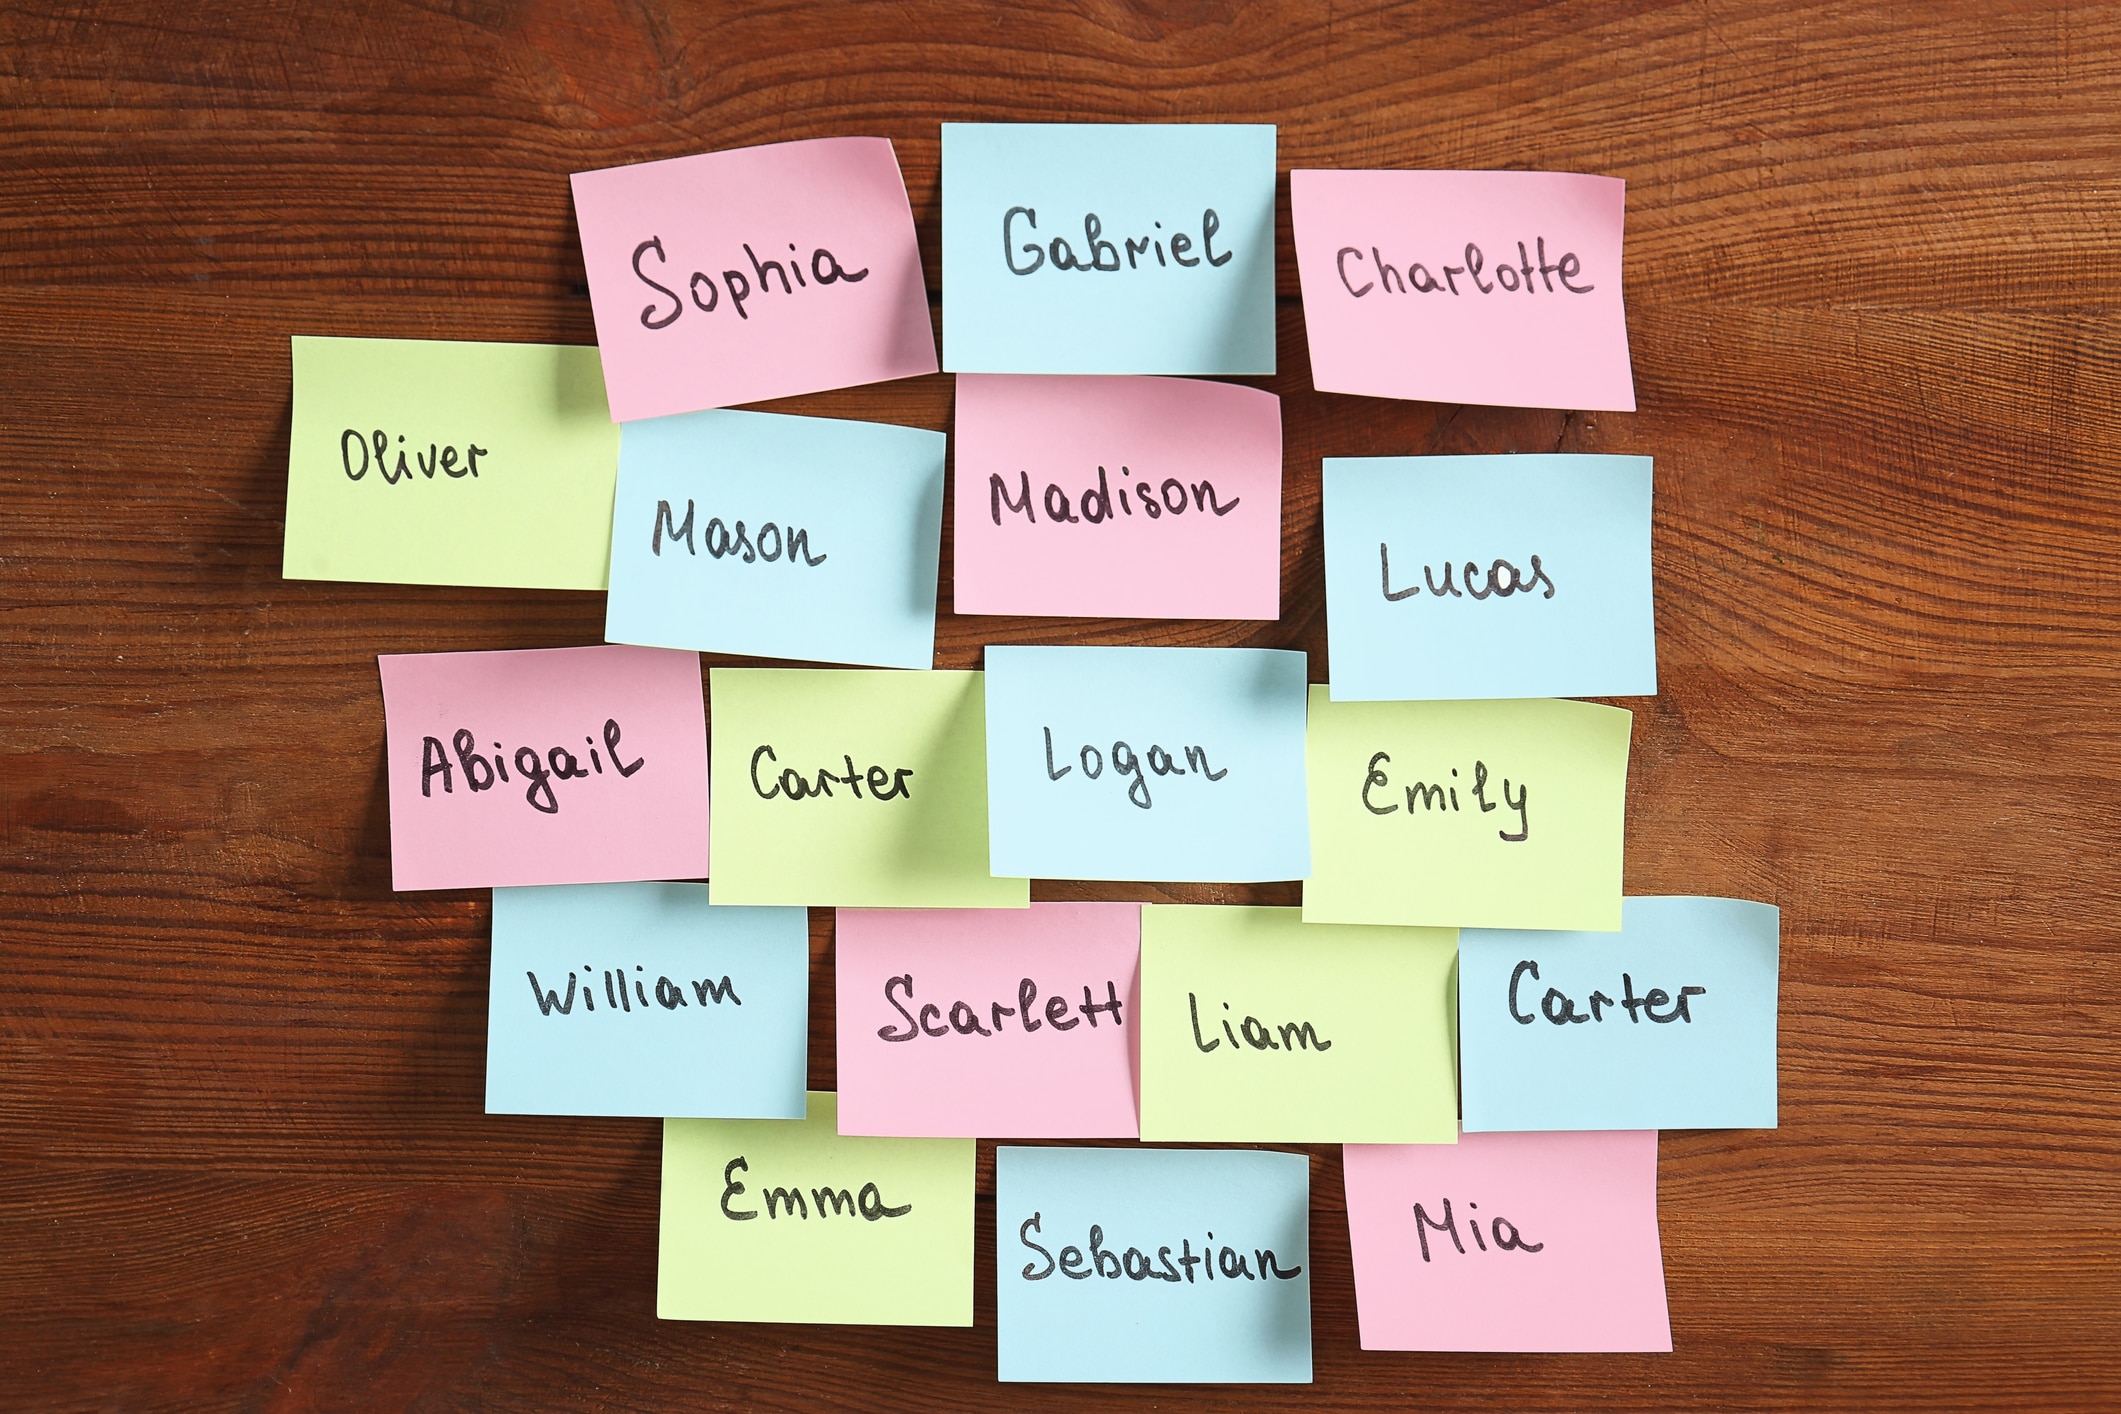 Sophia
Gabriel
Charlotte
Oliver
Mason
Madison
Lucas
Abigail
Carter
Logan
Emily
William
Scarlett
Liam
Carter
Emma
Sebastian
Mia